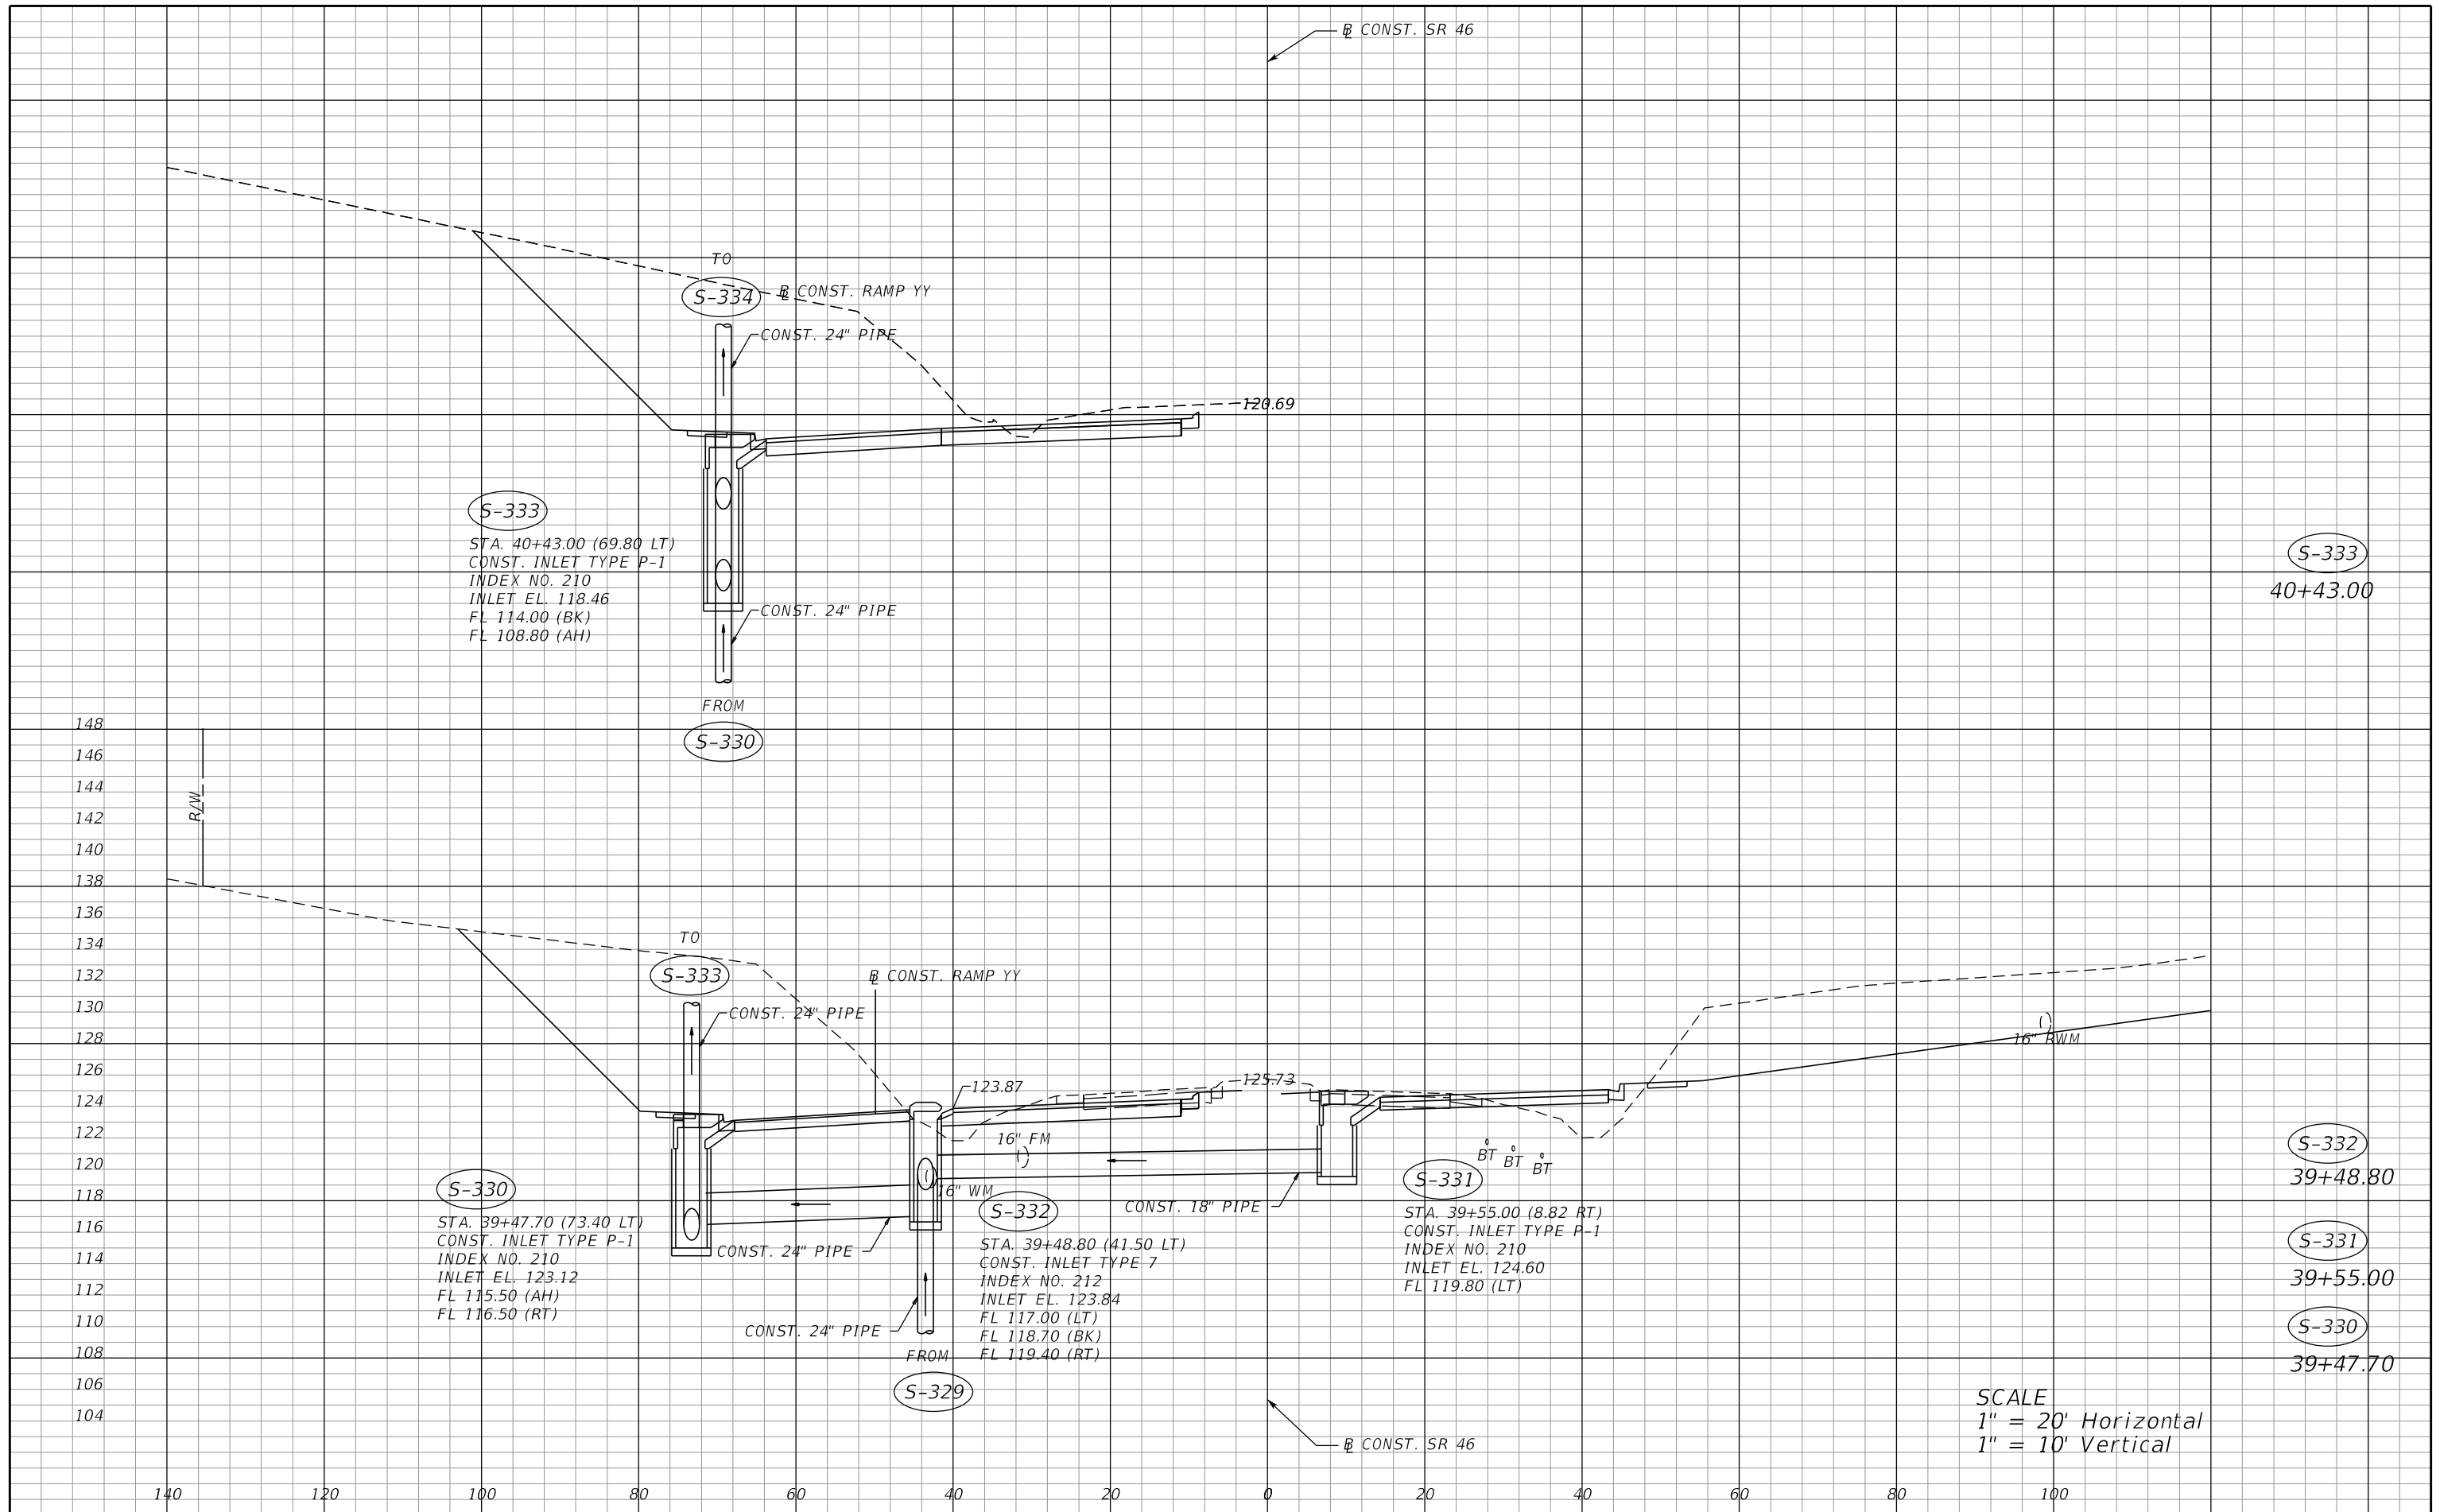 ℄ CONST. SR 46
TO
S-334
℄ CONST. RAMP YY
CONST. 24" PIPE
120.69
S-333
STA. 40+43.00 (69.80 LT)
CONST. INLET TYPE P-1
INDEX NO. 210
INLET EL. 118.46
FL 114.00 (BK)
FL 108.80 (AH)
CONST. 24" PIPE
FROM
S-330
S-333
40+43.00
148
146
144
142
140
138
136
134
132
130
128
126
124
122
120
118
116
114
112
110
108
106
104
R/W
TO
S-333
℄ CONST. RAMP YY
CONST. 24" PIPE
123.87
125.73
16" RWM
16" FM
16" WM
BT
BT
BT
S-330
STA. 39+47.70 (73.40 LT)
CONST. INLET TYPE P-1
INDEX NO. 210
INLET EL. 123.12
FL 115.50 (AH)
FL 116.50 (RT)
CONST. 24" PIPE
CONST. 24" PIPE
FROM
S-329
S-332
STA. 39+48.80 (41.50 LT)
CONST. INLET TYPE 7
INDEX NO. 212
INLET EL. 123.84
FL 117.00 (LT)
FL 118.70 (BK)
FL 119.40 (RT)
CONST. 18" PIPE
S-331
STA. 39+55.00 (8.82 RT)
CONST. INLET TYPE P-1
INDEX NO. 210
INLET EL. 124.60
FL 119.80 (LT)
S-332
39+48.80
S-331
39+55.00
S-330
39+47.70
℄ CONST. SR 46
SCALE
1" = 20' Horizontal
1" = 10' Vertical
140 120 100 80 60 40 20 0 20 40 60 80 100